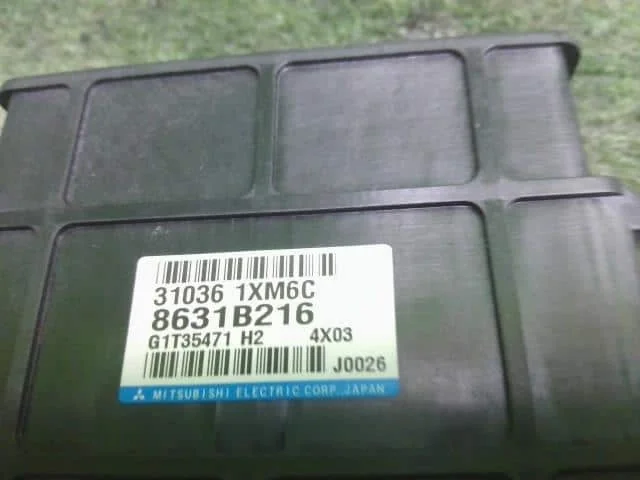 31036 1XM6C
8631B216
G1T35471 H2 4X03
J0026
MITSUBISHI ELECTRIC CORP., JAPAN